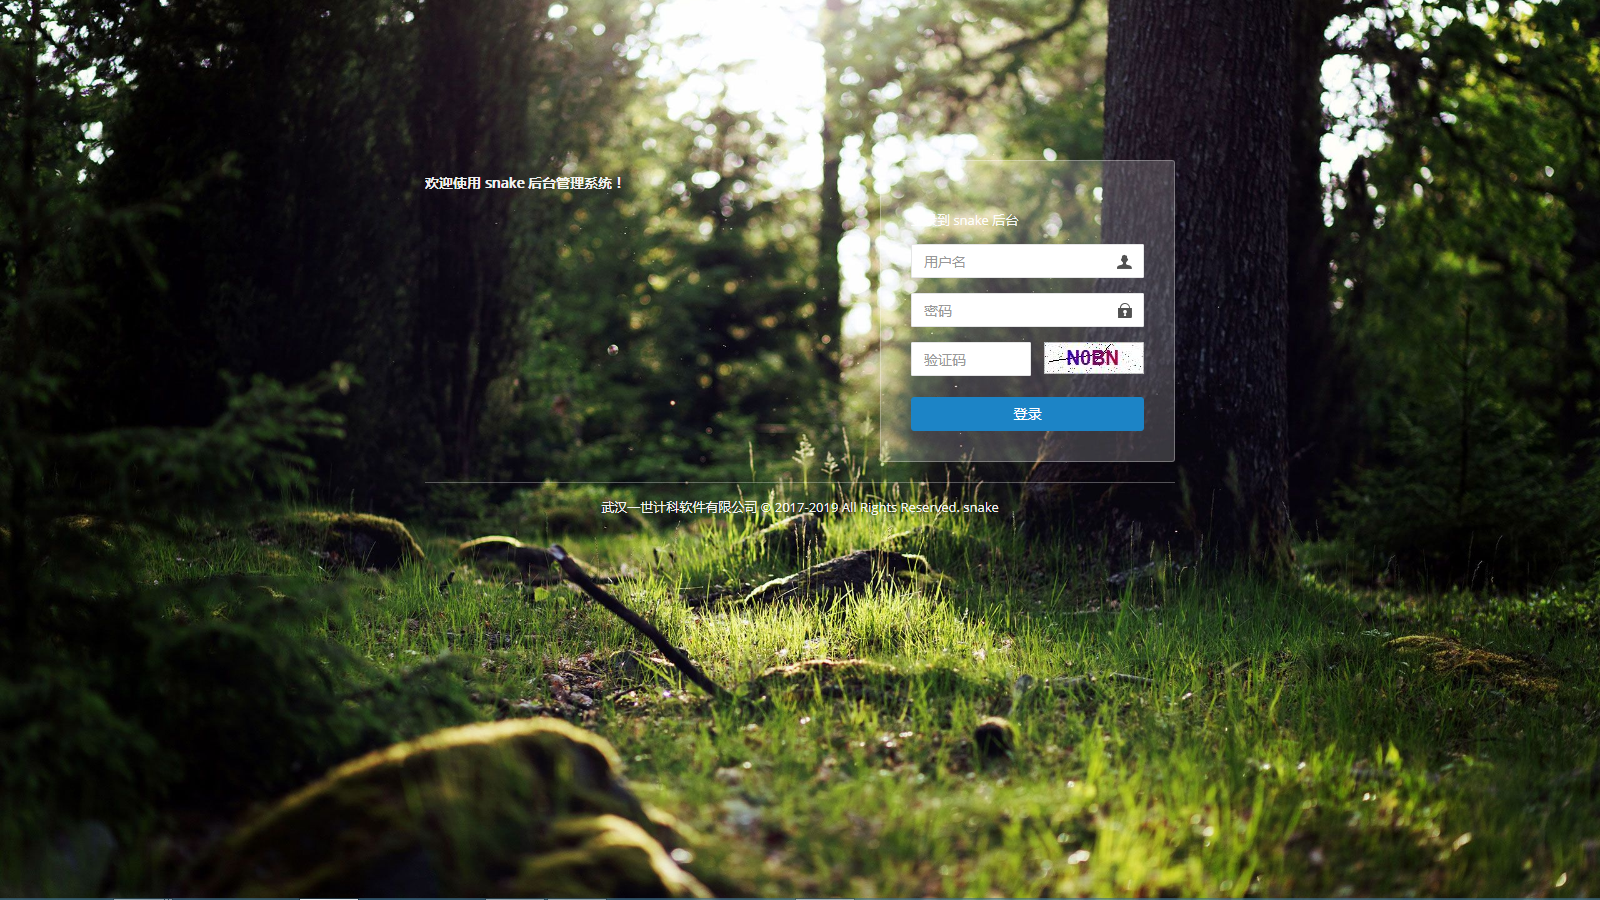 欢迎使用 snake 后台管理系统！
到 snake 后台
用户名
密码
验证码
N0BN
登录
武汉一世计科软件有限公司 © 2017-2019 All Rights Reserved. snake